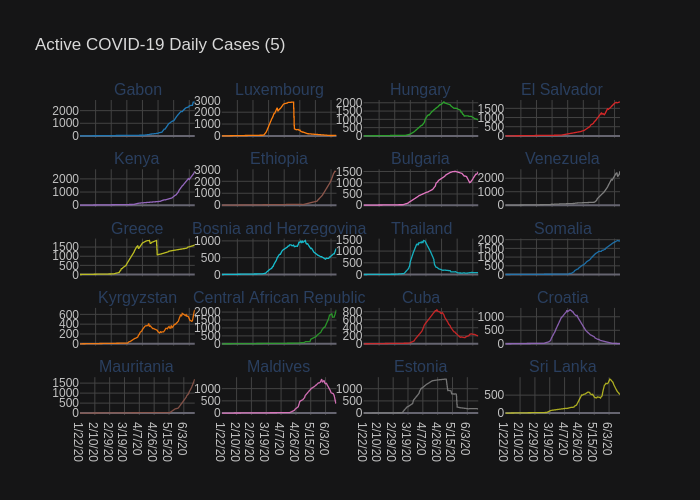 Active COVID-19 Daily Cases (5)
Gabon Luxembourg Hungary El Salvador
2000 1000 0 3000 2000 1000 0 2000 1500 1000 500 0 1500 1000 500 0
Kenya Ethiopia Bulgaria Venezuela
2000 1000 0 3000 2000 1000 0 1500 1000 500 0 2000 1000 0
Greece Bosnia and Herzegovina Thailand Somalia
1500 1000 500 0 1000 500 0 1500 1000 500 0 2000 1500 1000 500 0
Kyrgyzstan Central African Republic Cuba Croatia
600 400 200 0 2000 1500 1000 500 0 800 600 400 200 0 1000 500 0
Mauritania Maldives Estonia Sri Lanka
1500 1000 500 0 1000 500 0 1000 500 0 500 0
1/22/20 2/10/20 2/29/20 3/19/20 4/7/20 4/26/20 5/15/20 6/3/20 1/22/20 2/10/20 2/29/20 3/19/20 4/7/20 4/26/20 5/15/20 6/3/20 1/22/20 2/10/20 2/29/20 3/19/20 4/7/20 4/26/20 5/15/20 6/3/20 1/22/20 2/10/20 2/29/20 3/19/20 4/7/20 4/26/20 5/15/20 6/3/20